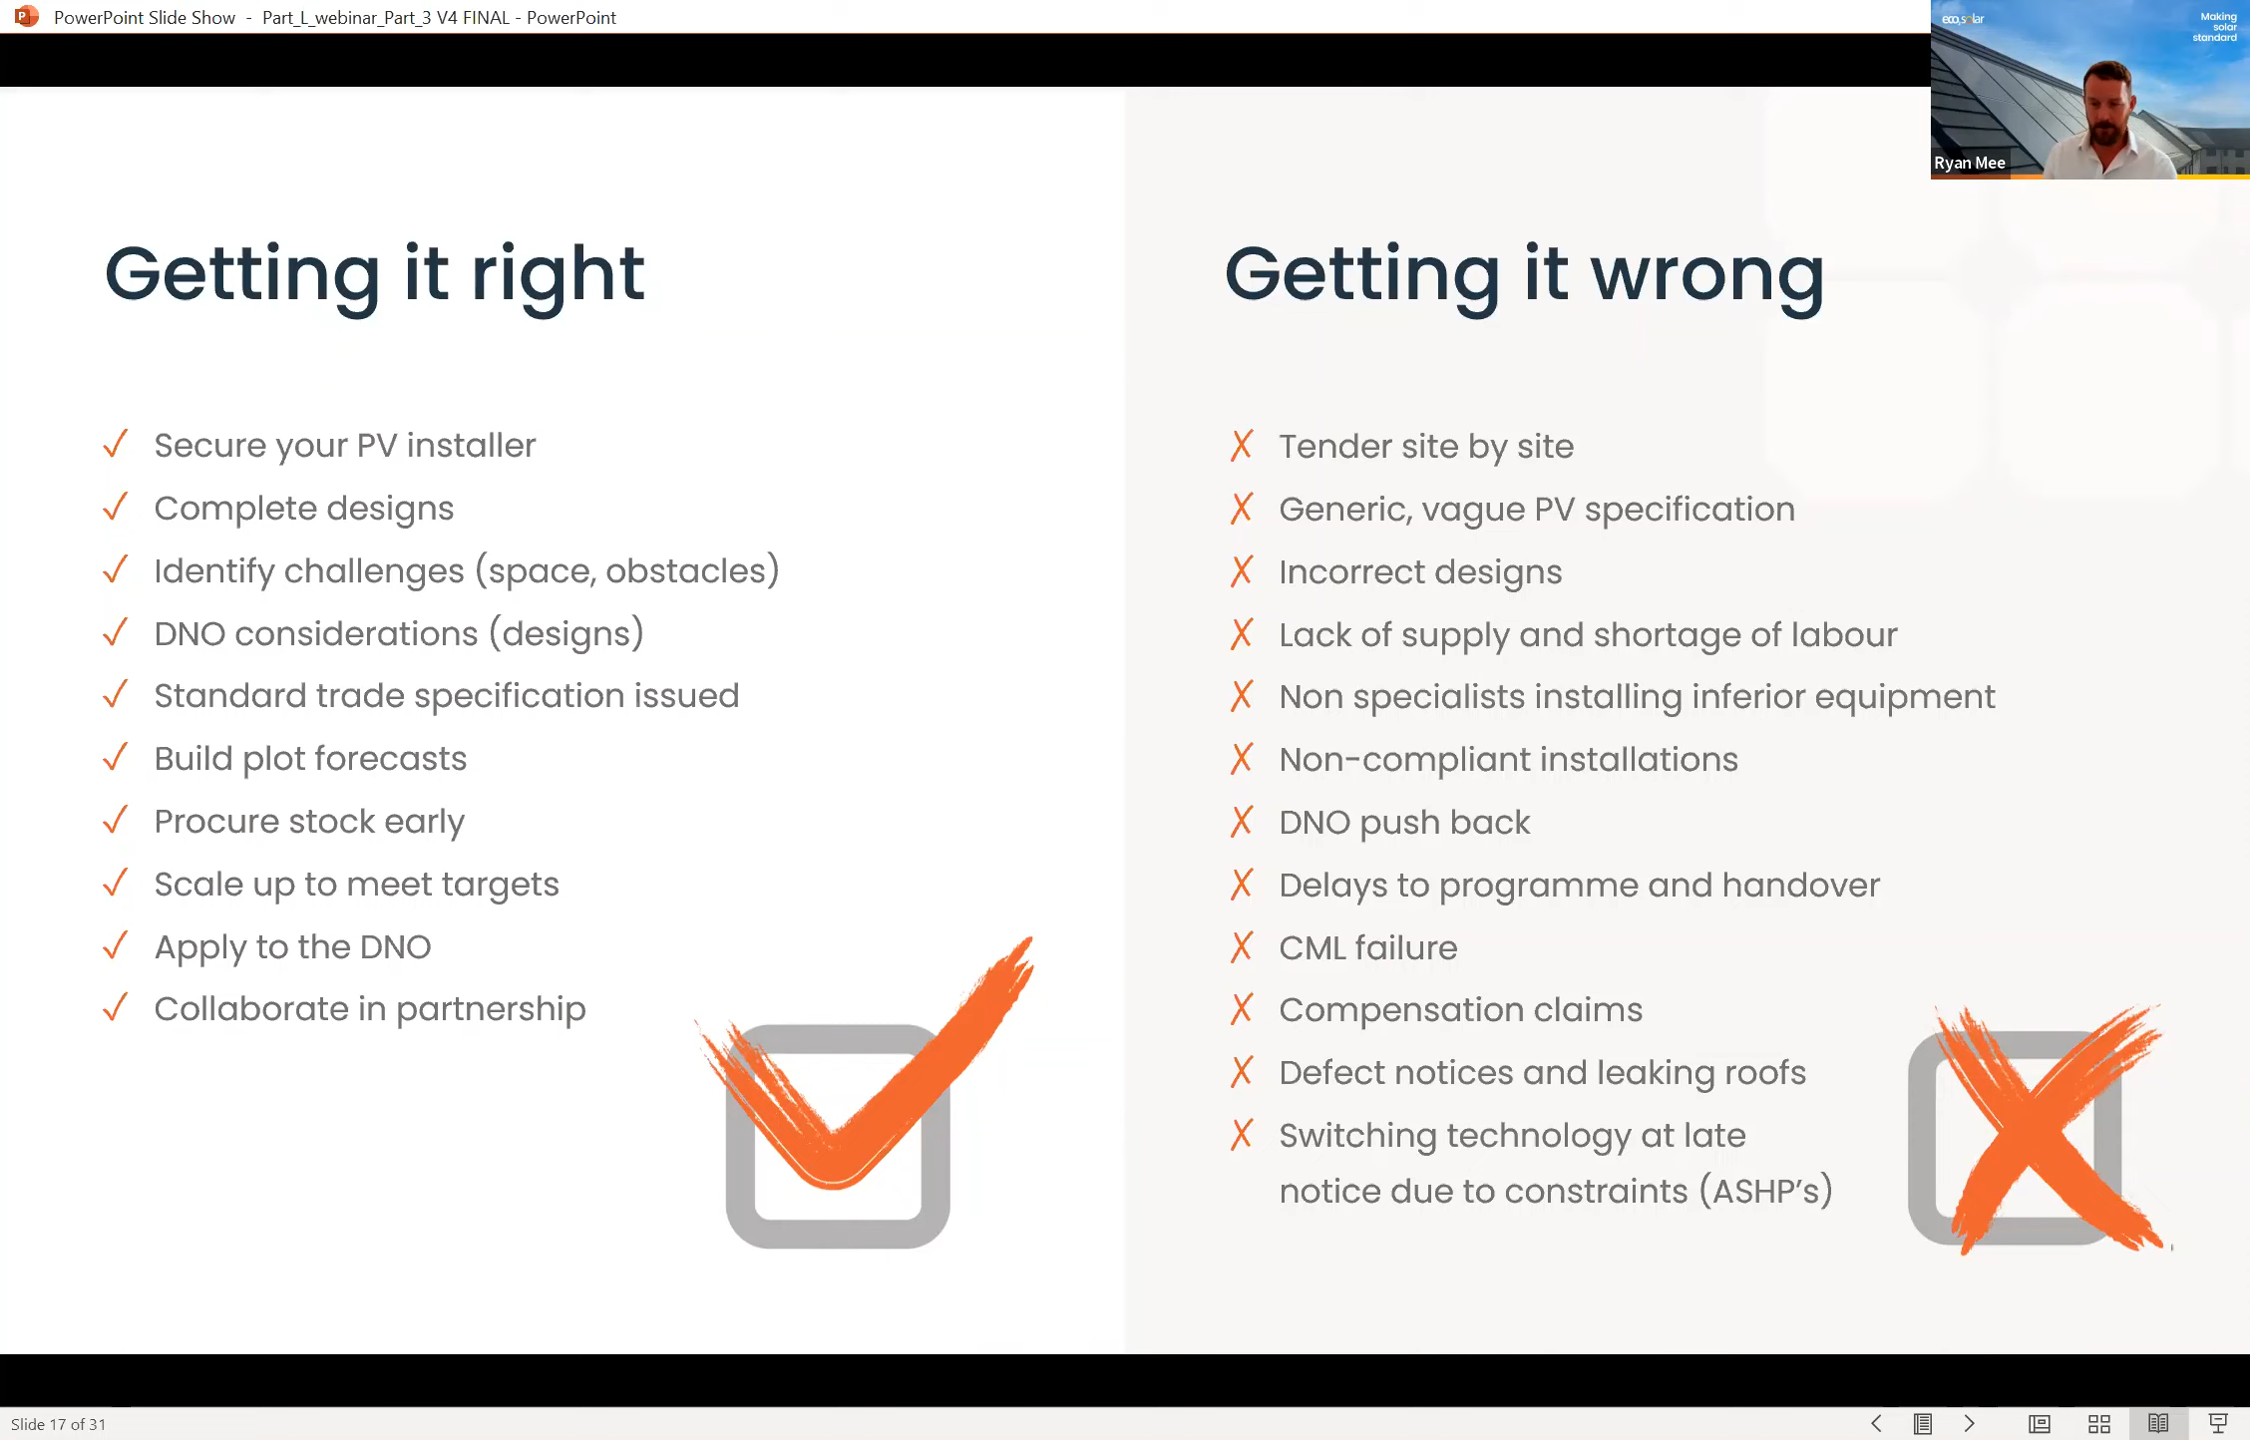 PowerPoint Slide Show - Part_L_webinar_Part_3 V4 FINAL - PowerPoint
eco2solar
Making
solar
standard
Ryan Mee
Getting it right
✓ Secure your PV installer
✓ Complete designs
✓ Identify challenges (space, obstacles)
✓ DNO considerations (designs)
✓ Standard trade specification issued
✓ Build plot forecasts
✓ Procure stock early
✓ Scale up to meet targets
✓ Apply to the DNO
✓ Collaborate in partnership
Getting it wrong
✗ Tender site by site
✗ Generic, vague PV specification
✗ Incorrect designs
✗ Lack of supply and shortage of labour
✗ Non specialists installing inferior equipment
✗ Non-compliant installations
✗ DNO push back
✗ Delays to programme and handover
✗ CML failure
✗ Compensation claims
✗ Defect notices and leaking roofs
✗ Switching technology at late
notice due to constraints (ASHP's)
Slide 17 of 31